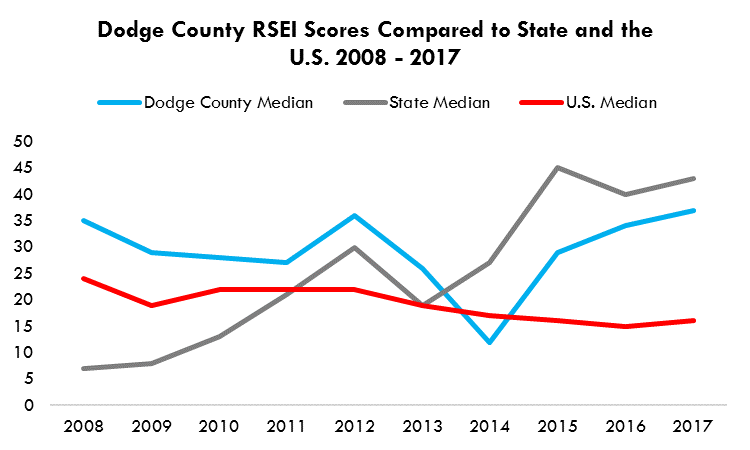 Dodge County RSEI Scores Compared to State and the
U.S. 2008 - 2017
Dodge County Median State Median U.S. Median
50
45
40
35
30
25
20
15
10
5
0
2008 2009 2010 2011 2012 2013 2014 2015 2016 2017